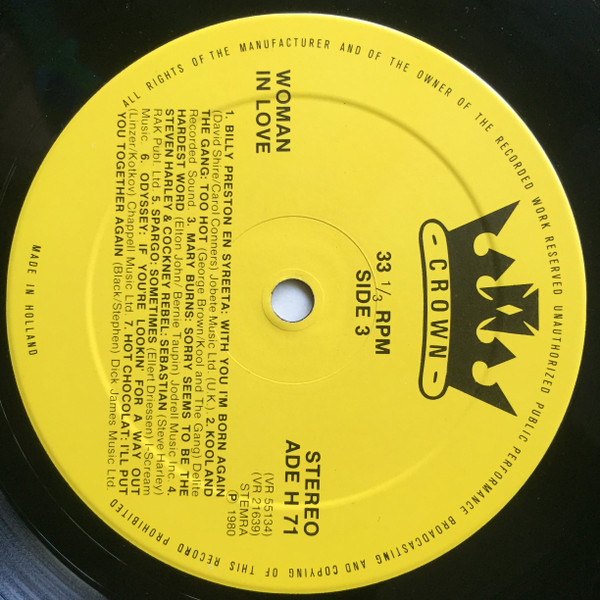 ALL RIGHTS OF THE MANUFACTURER AND OF THE OWNER OF THE RECORDED WORK RESERVED UNAUTHORIZED PUBLIC PERFORMANCE BROADCASTING AND COPYING OF THIS RECORD PROHIBITED
- CROWN -
33 1/3 RPM
SIDE 3
WOMAN
IN LOVE
STEREO
ADE H 71
(VR 55134)
(VR 21639)
STEMRA
℗ 1980
1. BILLY PRESTON EN SYREETA: WITH YOU I'M BORN AGAIN
(David Shire/Carol Conners) Jobete Music Ltd. (U.K.) 2. KOOL AND
THE GANG: TOO HOT (George Brown/Kool and The Gang) Delite
Recorded Sound. 3. MARY BURNS: SORRY SEEMS TO BE THE
HARDEST WORD (Elton John/ Bernie Taupin) Jodrell Music Inc. 4.
STEVEN HARLEY & COCKNEY REBEL: SEBASTIAN (Steve Harley)
RAK Publ. Ltd. 5. SPARGO: SOMETIMES (Ellert Driessen) I-Scream
Music 6. ODYSSEY: IF YOU'RE LOOKIN' FOR A WAY OUT
(Linzer/Kotkov) Chappell Music Ltd. 7. HOT CHOCOLAT: I'LL PUT
YOU TOGETHER AGAIN (Black/Stephen) Dick James Music Ltd.
MADE IN HOLLAND